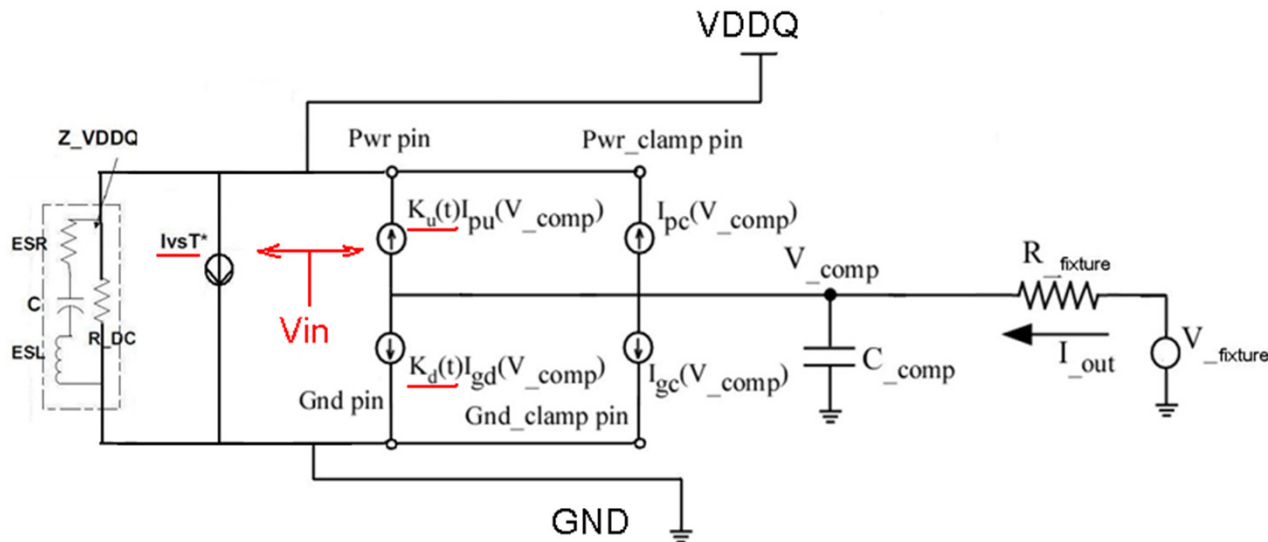 VDDQ
Z_VDDQ
Pwr pin
Pwr_clamp pin
Ku(t)Ipu(V_comp)
Ipc(V_comp)
ESR
IvsT*
V_comp
R_fixture
C
R_DC
Vin
ESL
Kd(t)Igd(V_comp)
Igc(V_comp)
C_comp
I_out
V_fixture
Gnd pin
Gnd_clamp pin
GND